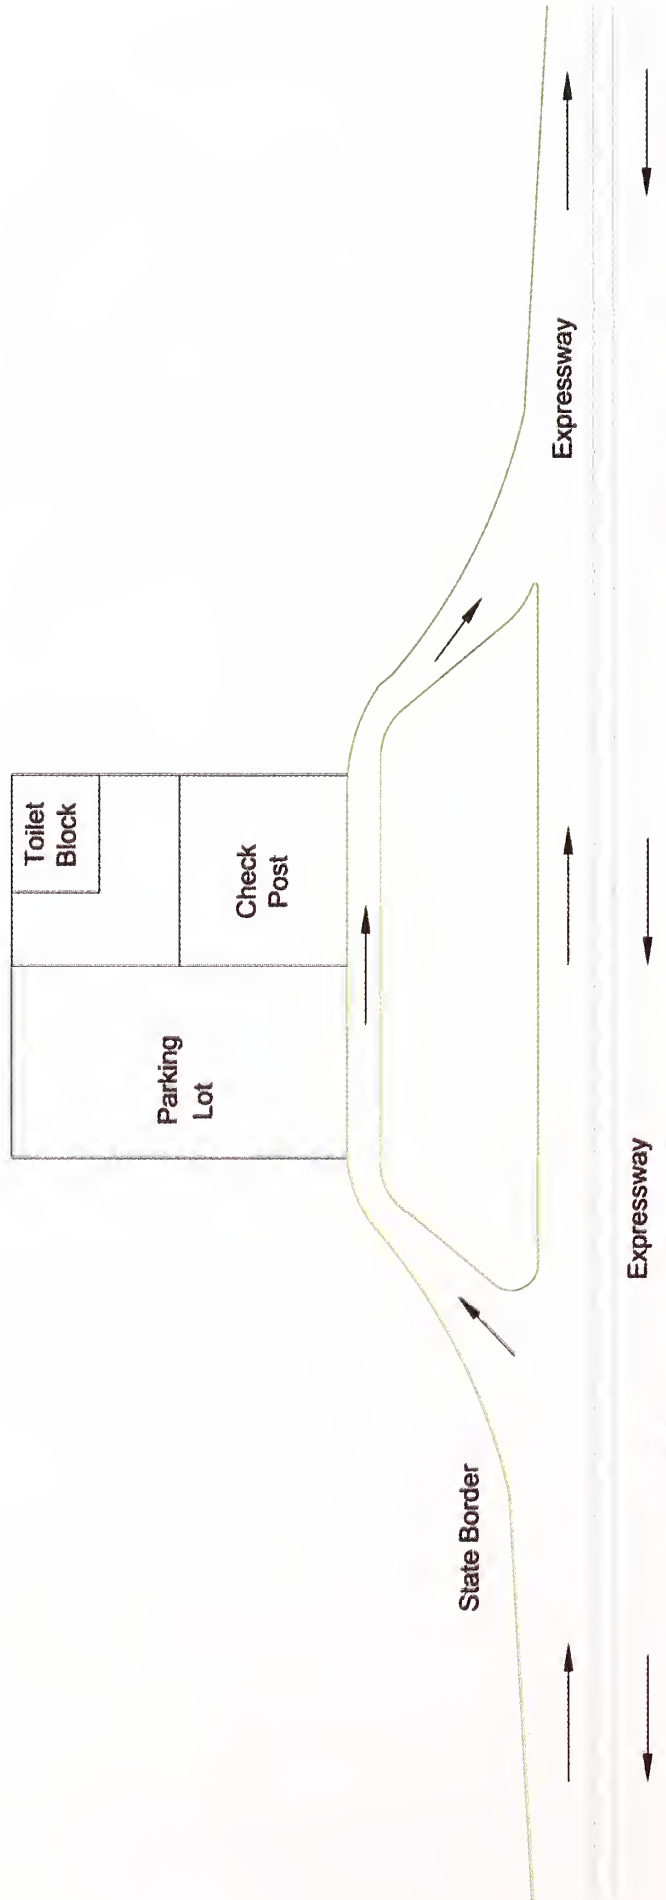 Toilet
Block
Check
Post
Parking
Lot
State Border
Expressway
Expressway